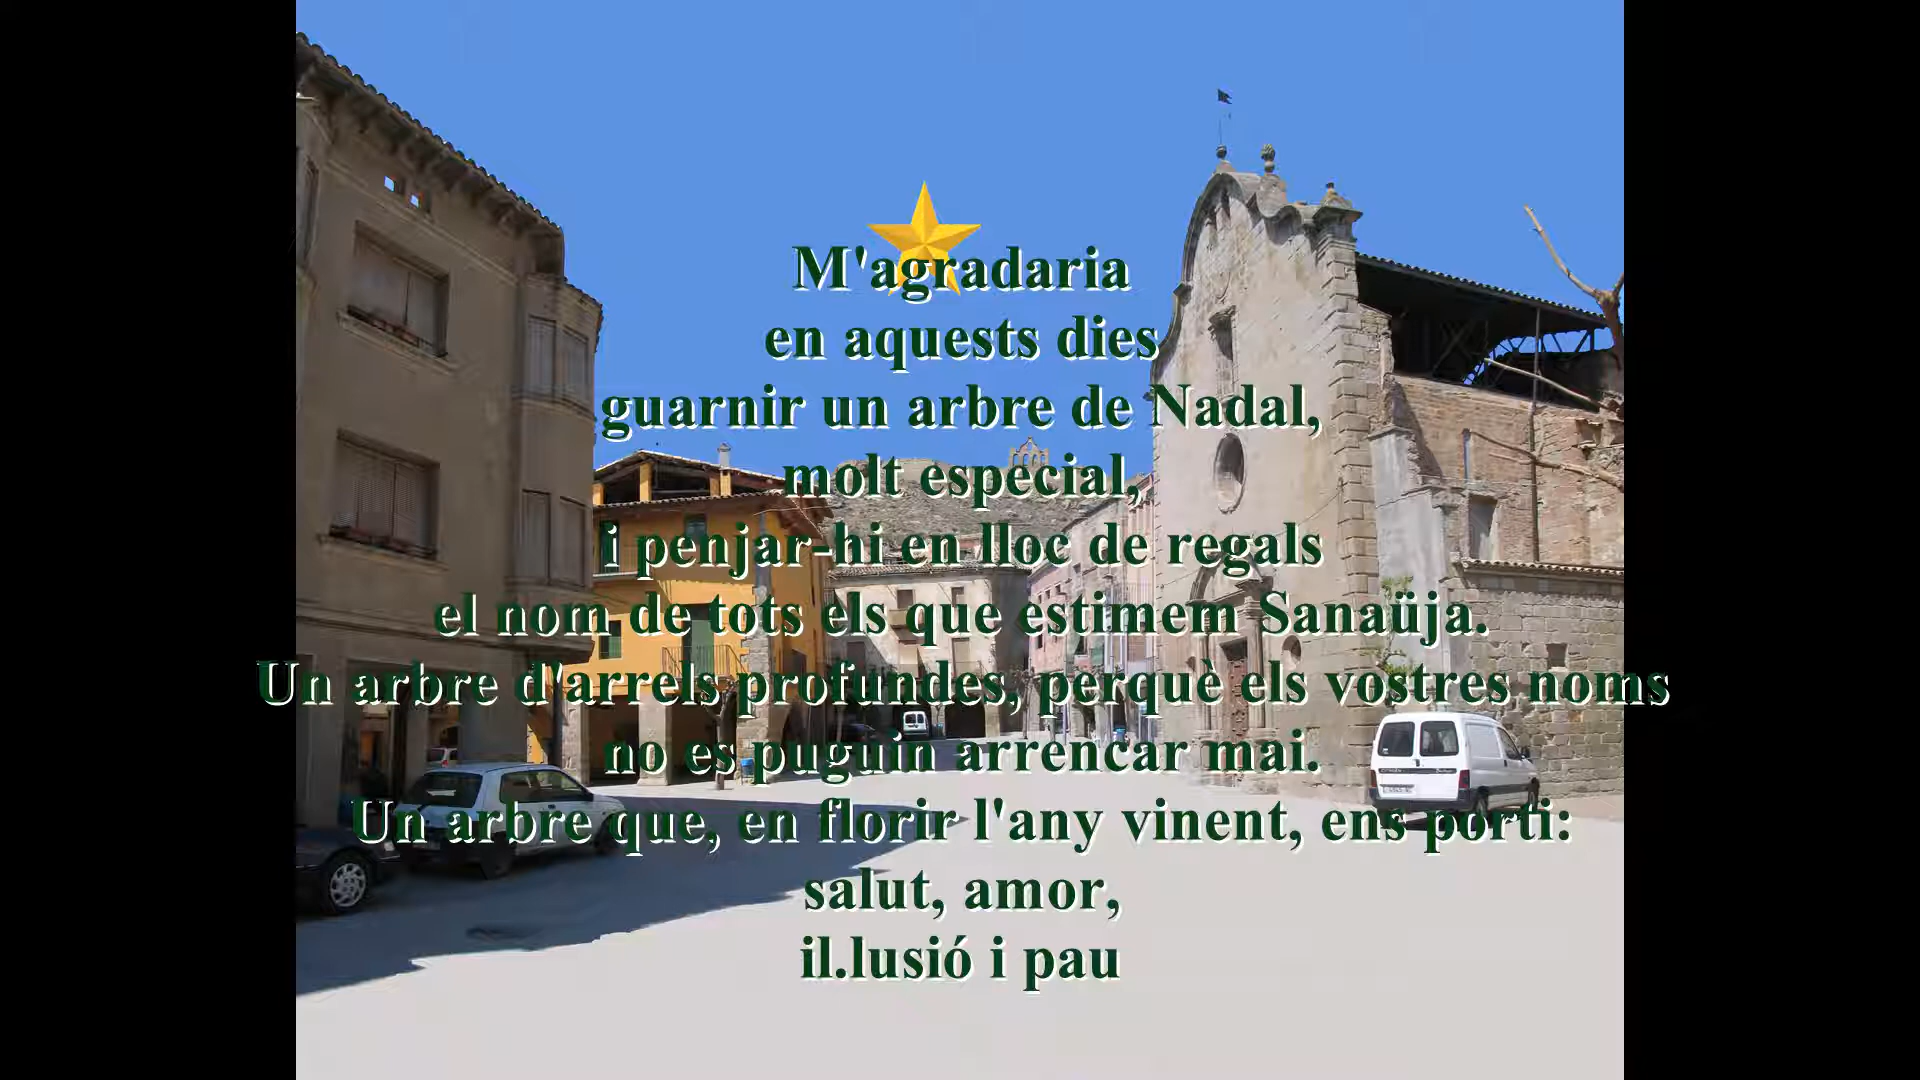 M'agradaria
en aquests dies
guarnir un arbre de Nadal,
molt especial,
i penjar-hi en lloc de regals
el nom de tots els que estimem Sanaüja.
Un arbre d'arrels profundes, perquè els vostres noms
no es puguin arrencar mai.
Un arbre que, en florir l'any vinent, ens porti:
salut, amor,
il.lusió i pau